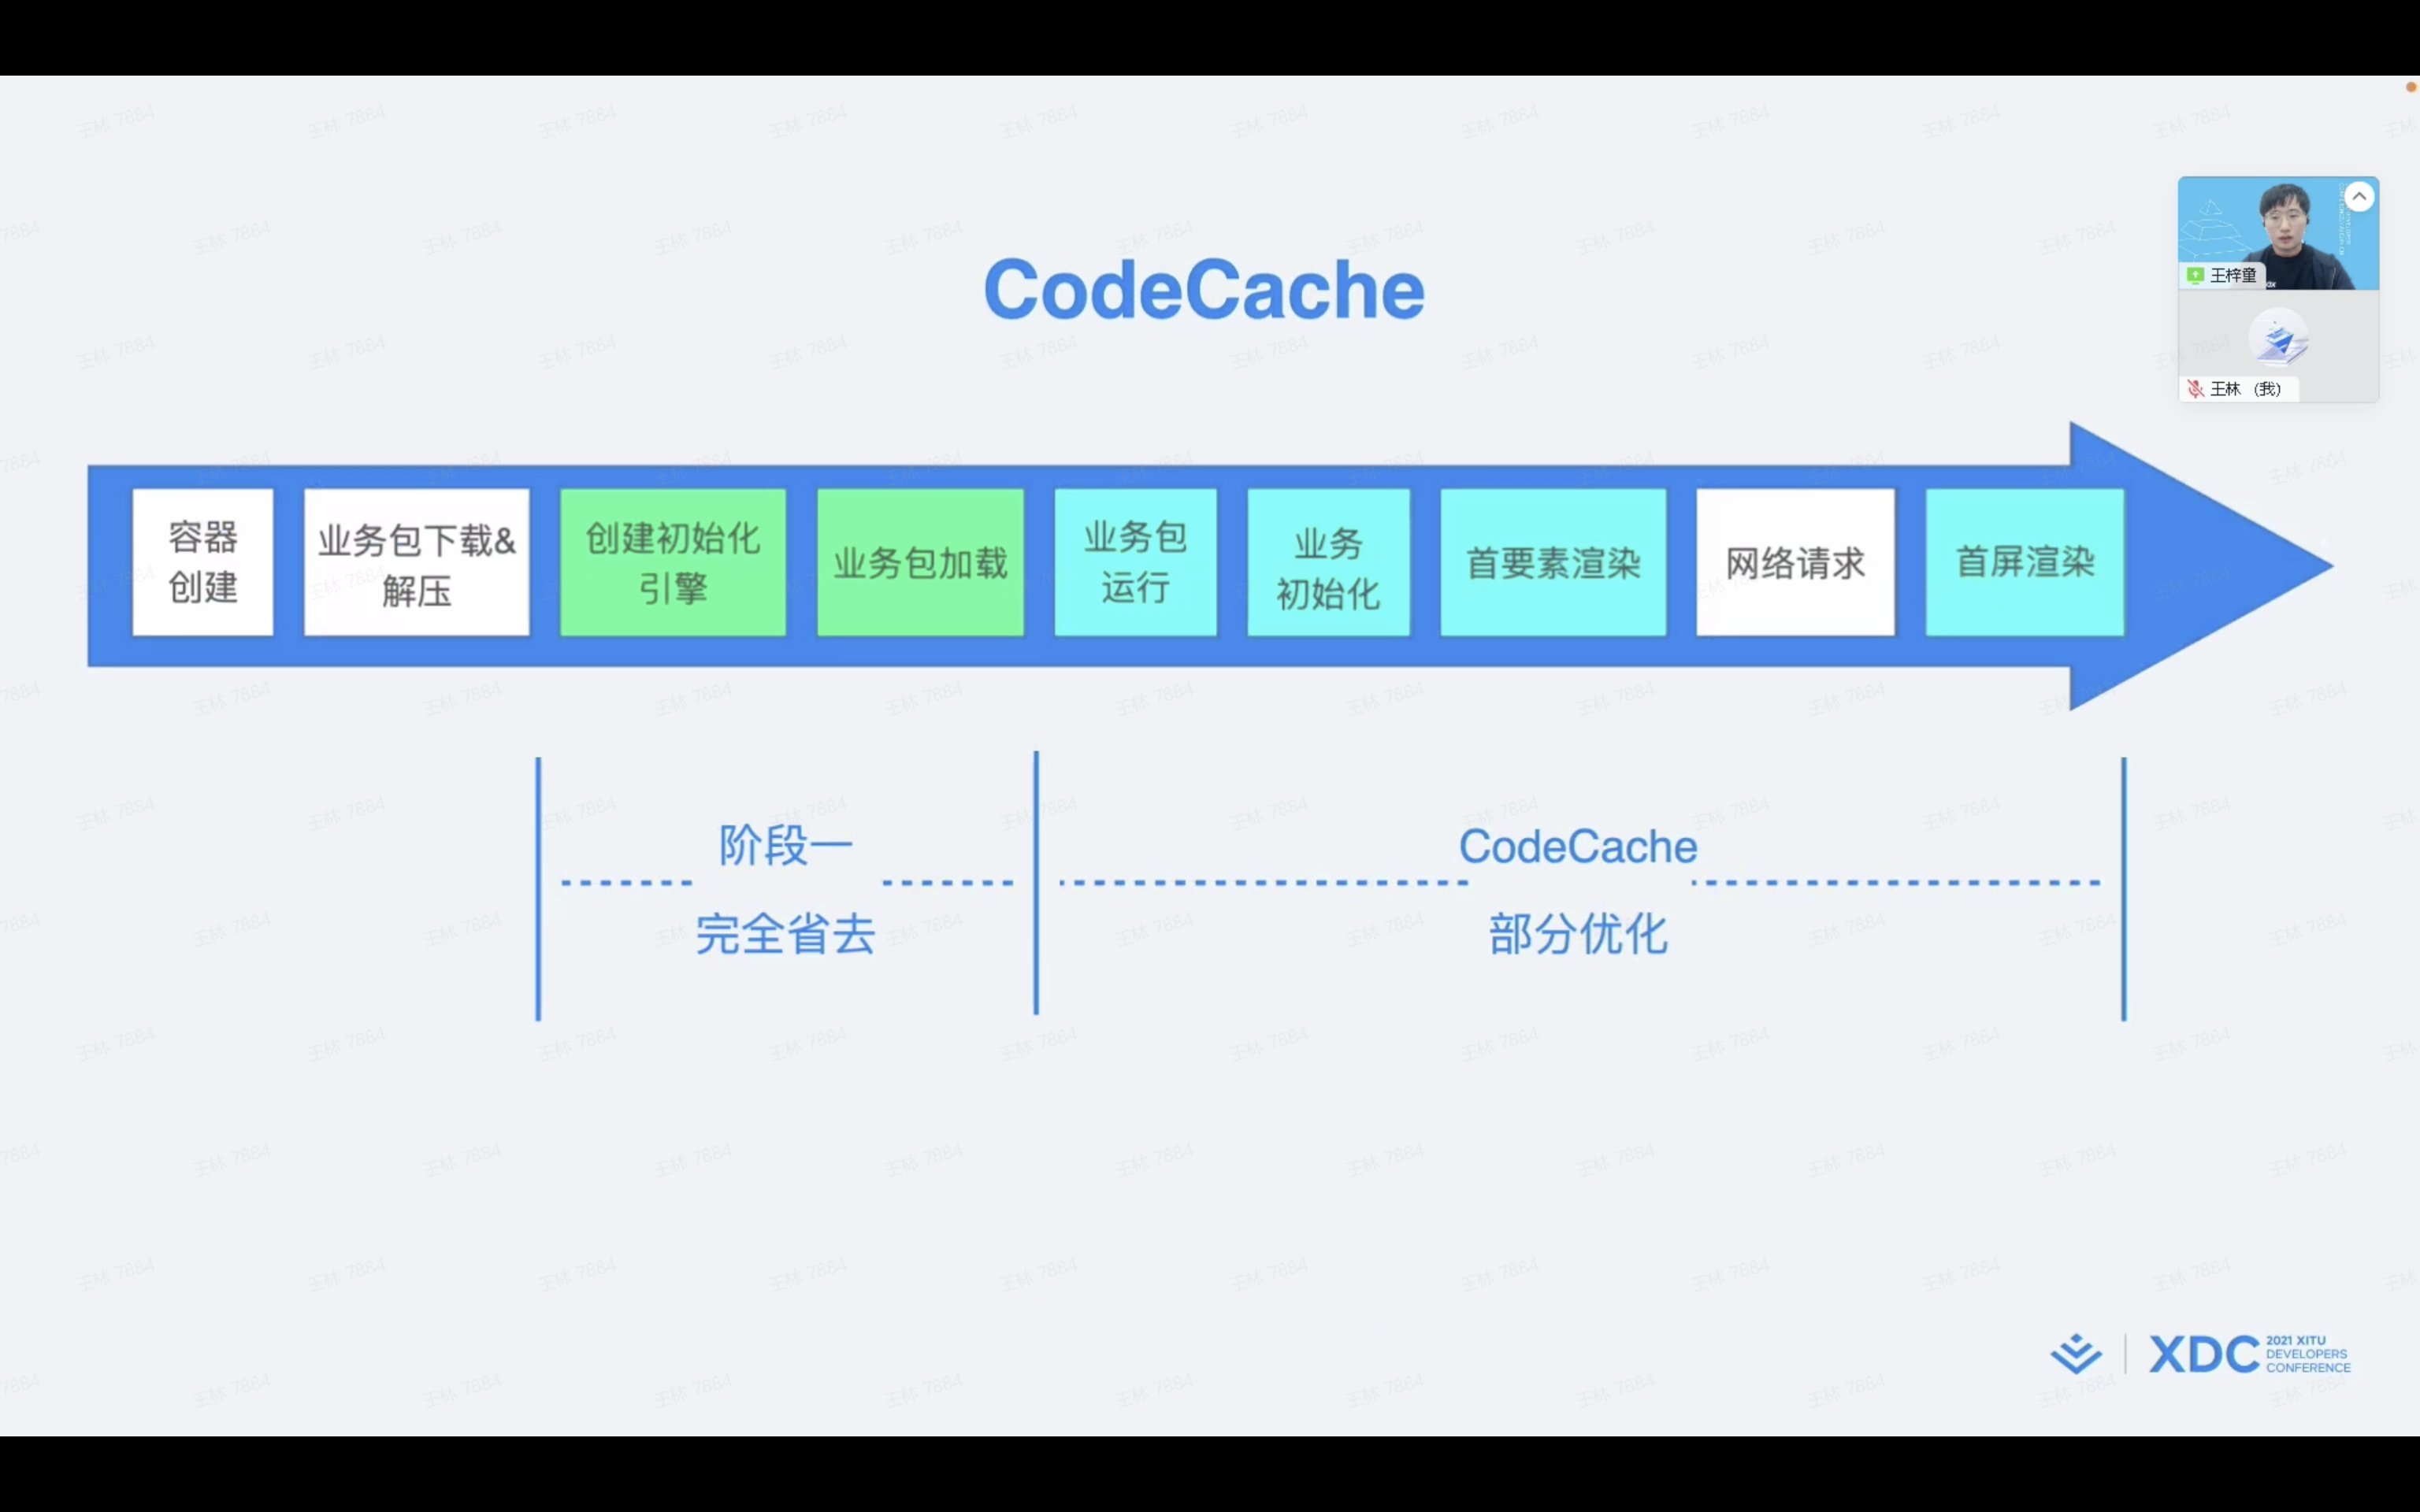 CodeCache
王梓童
王林 (我)
容器
创建
业务包下载&
解压
创建初始化
引擎
业务包加载
业务包
运行
业务
初始化
首要素渲染
网络请求
首屏渲染
阶段一
完全省去
CodeCache
部分优化
XDC
2021 XITU
DEVELOPERS
CONFERENCE
王林 7884